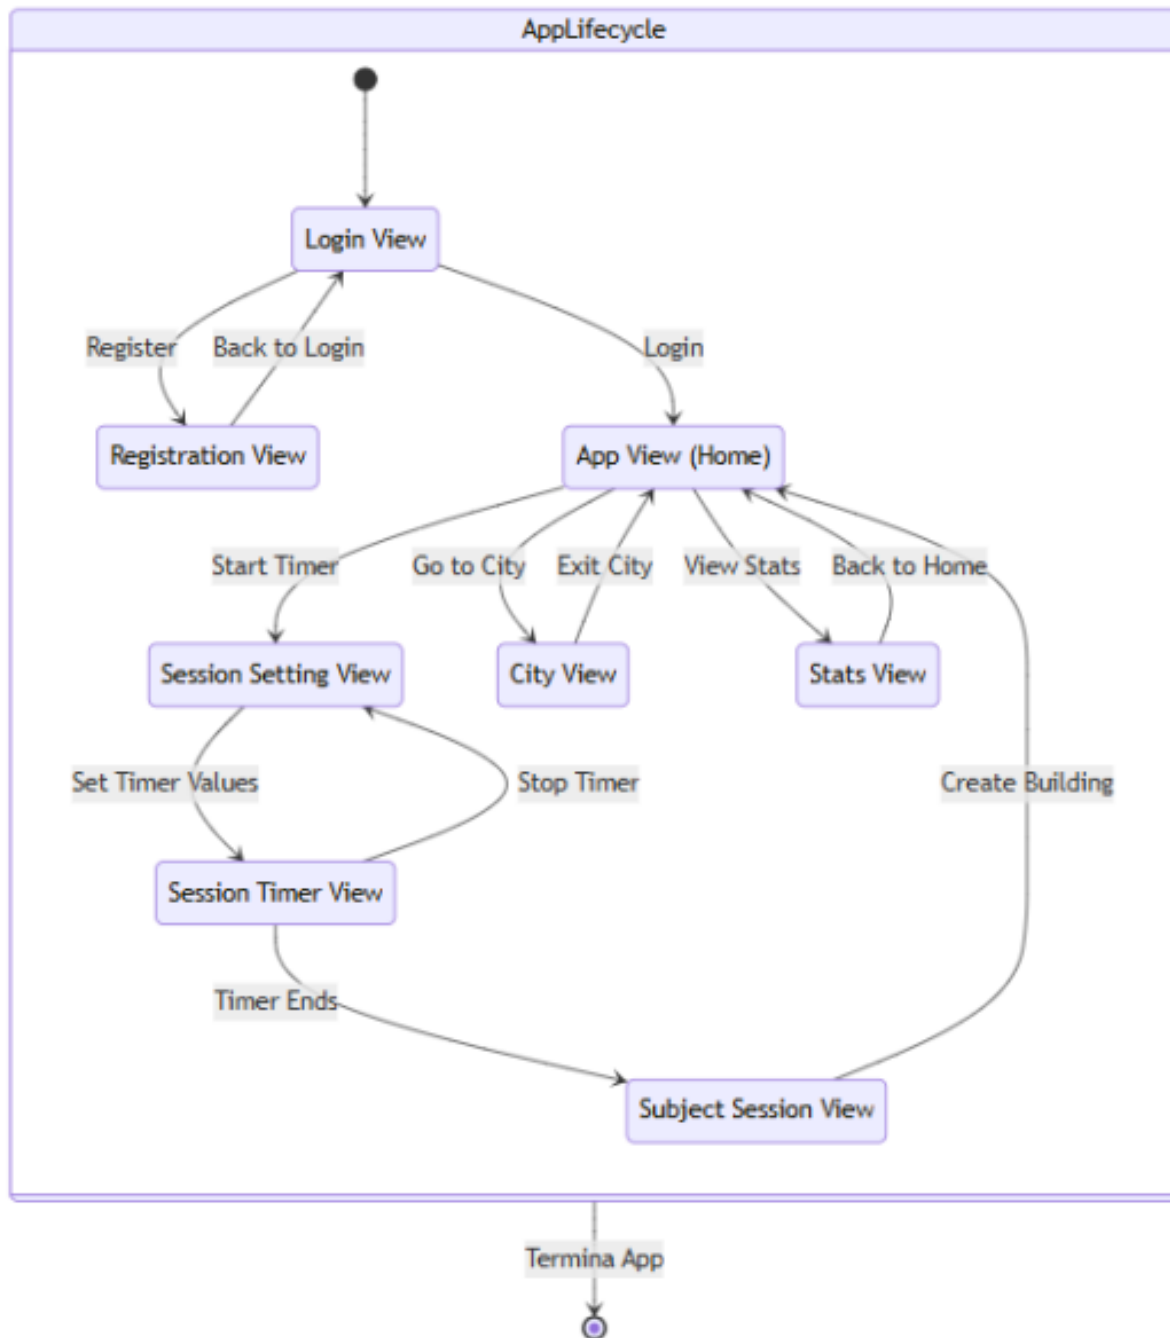 AppLifecycle
Login View
Register
Back to Login
Login
Registration View
App View (Home)
Start Timer
Go to City
Exit City
View Stats
Back to Home
Session Setting View
City View
Stats View
Set Timer Values
Stop Timer
Create Building
Session Timer View
Timer Ends
Subject Session View
Termina App